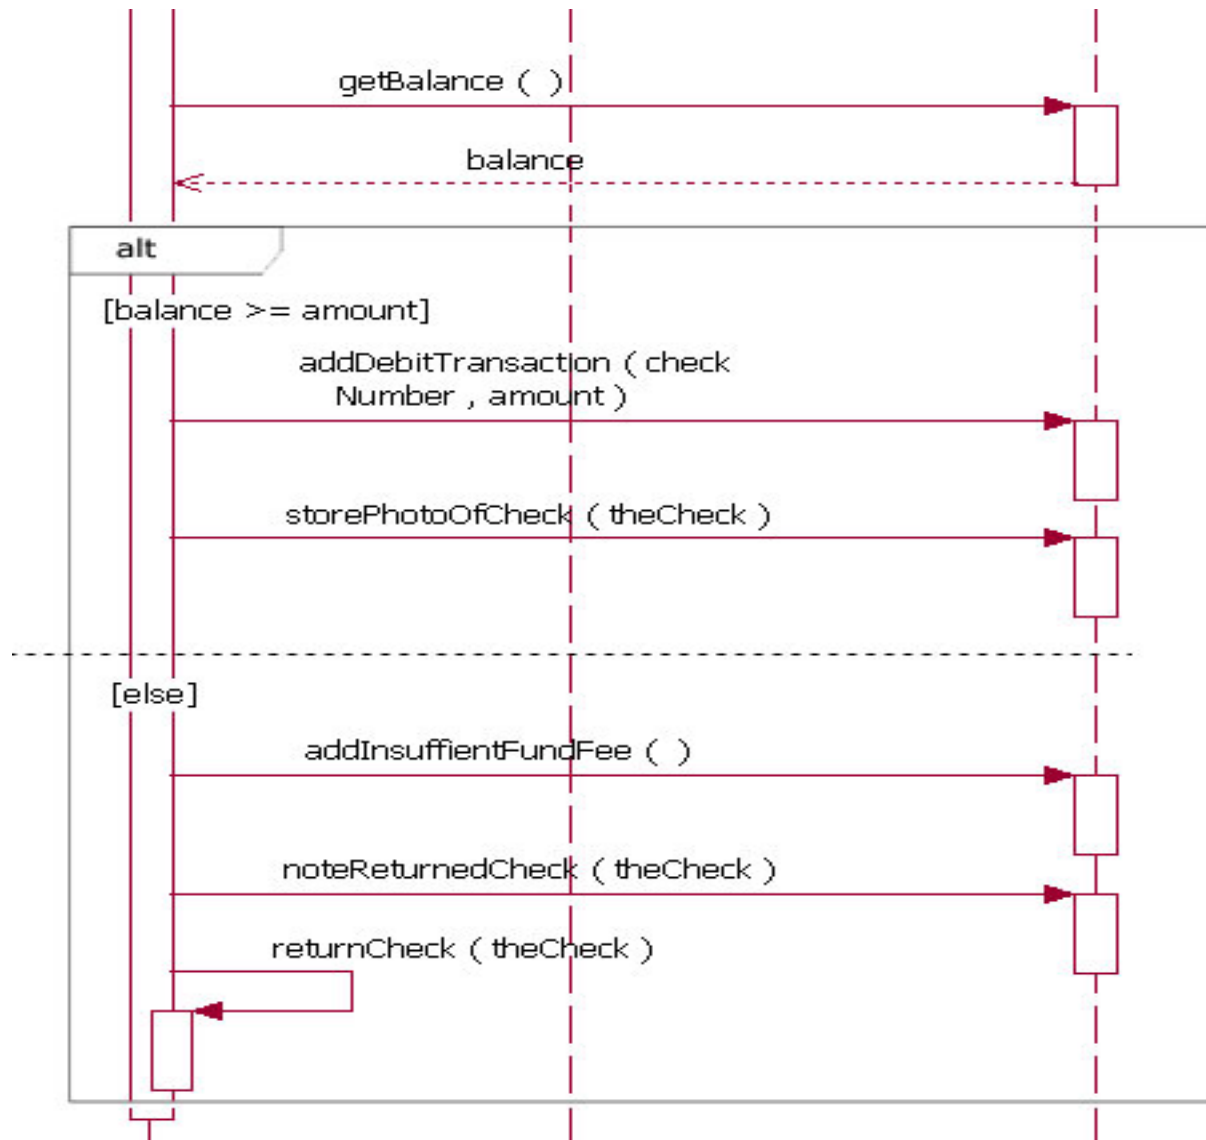 getBalance ( )
balance
alt
[balance >= amount]
addDebitTransaction ( check
Number , amount )
storePhotoOfCheck ( theCheck )
[else]
addInsuffientFundFee ( )
noteReturnedCheck ( theCheck )
returnCheck ( theCheck )